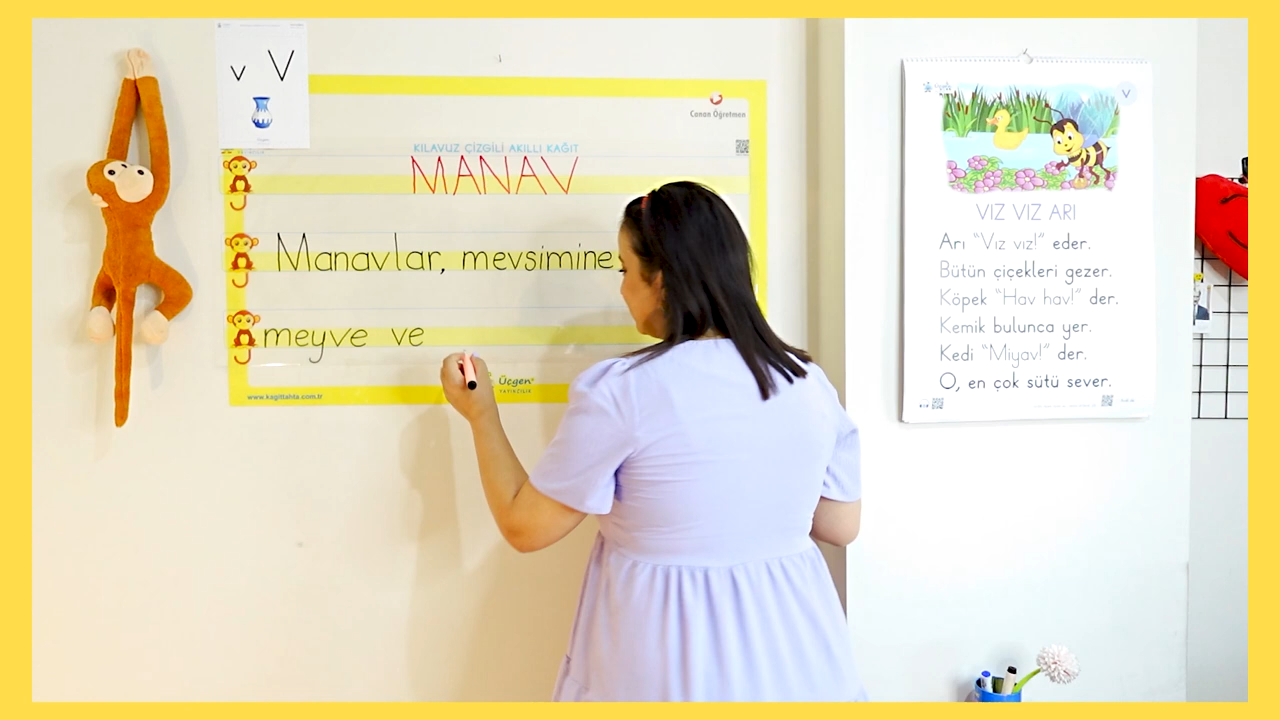 v V
Canan Öğretmen
KILAVUZ ÇİZGİLİ AKILLI KAĞIT
MANAV
Manavlar, mevsimine
meyve ve
Üçgen
YAYINCILIK
www.kagittahta.com.tr
v
VIZ VIZ ARI
Arı “Vız vız!” eder.
Bütün çiçekleri gezer.
Köpek “Hav hav!” der.
Kemik bulunca yer.
Kedi “Miyav!” der.
O, en çok sütü sever.